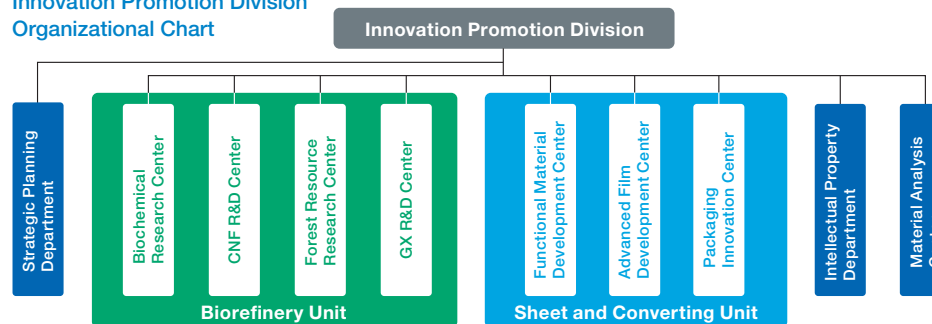 Innovation Promotion Division
Organizational Chart
Innovation Promotion Division
Strategic Planning
Department
Biochemical
Research Center
CNF R&D Center
Forest Resource
Research Center
GX R&D Center
Biorefinery Unit
Functional Material
Development Center
Advanced Film
Development Center
Packaging
Innovation Center
Sheet and Converting Unit
Intellectual Property
Department
Material Analysis